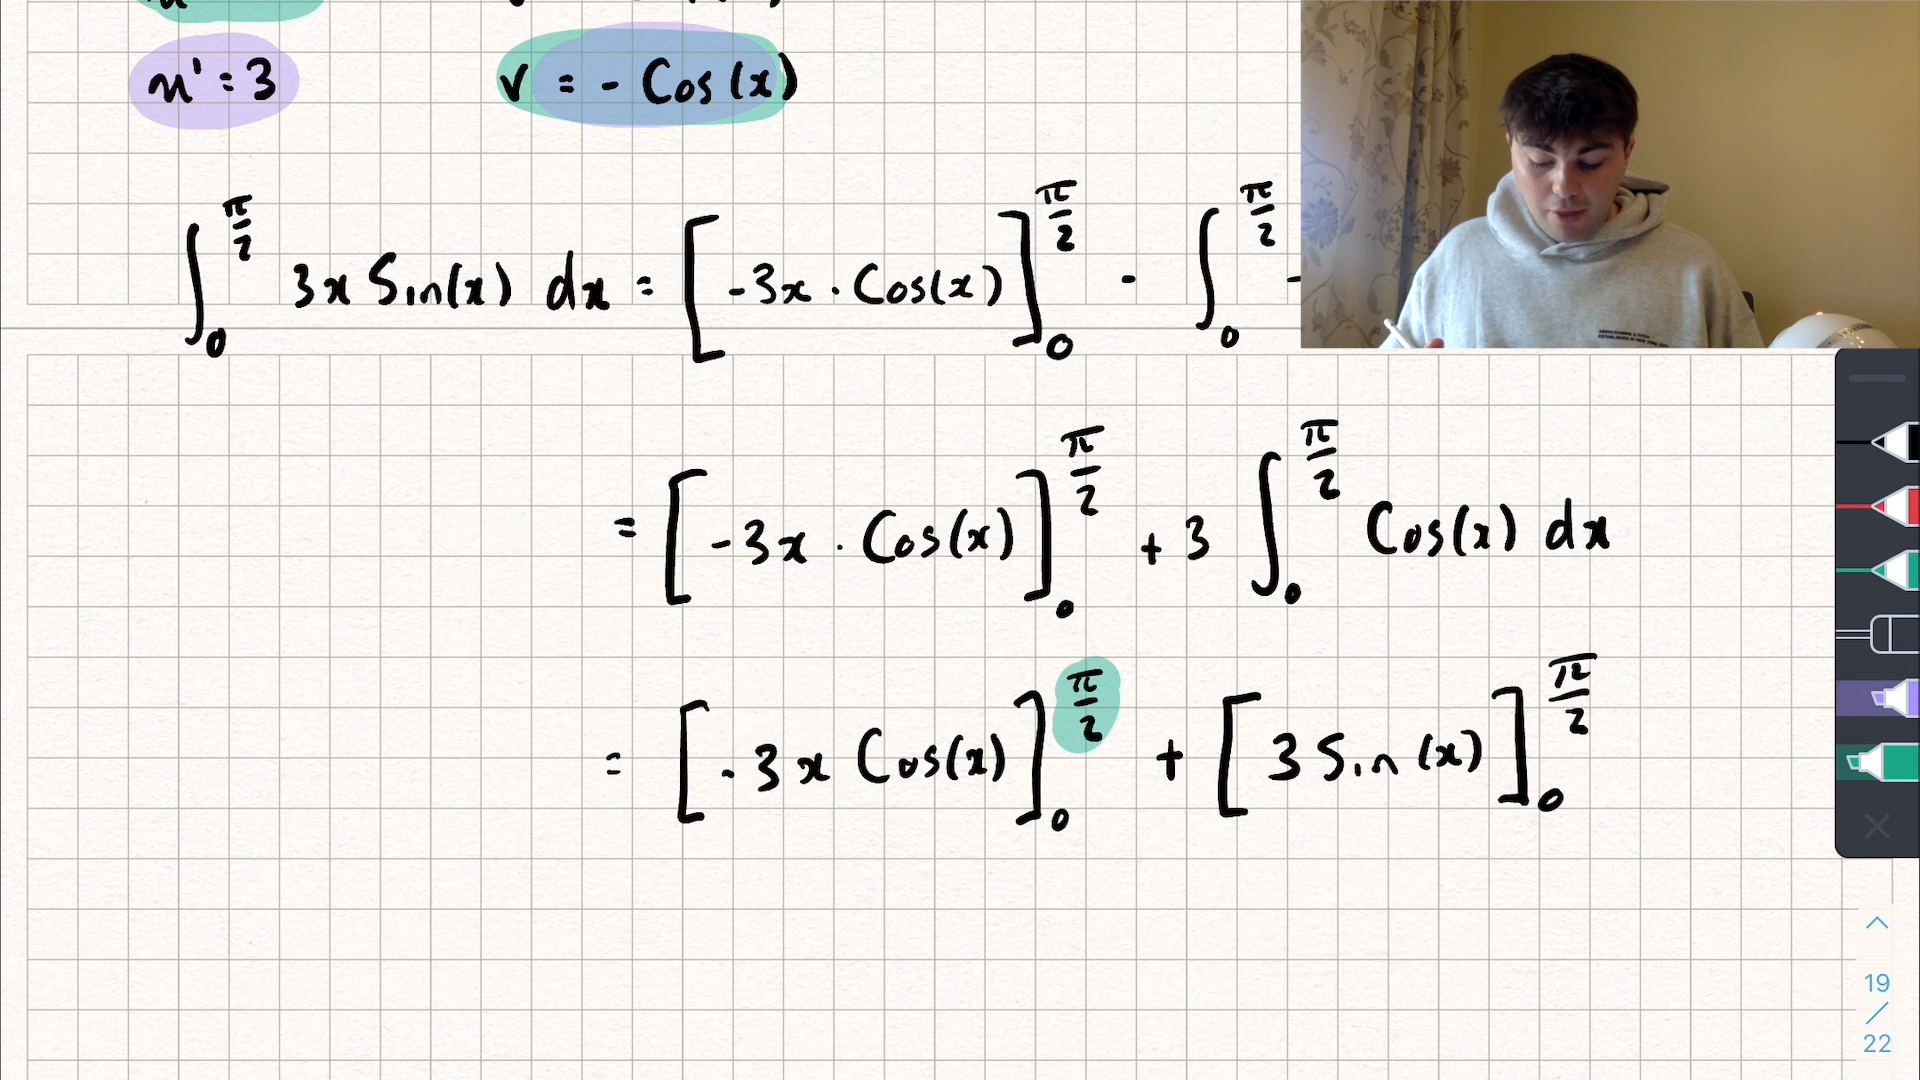 u' = 3 v = - Cos(x)
∫₀^{π/2} 3x Sin(x) dx = [-3x · Cos(x)]₀^{π/2} - ∫₀^{π/2} -
= [-3x · Cos(x)]₀^{π/2} + 3 ∫₀^{π/2} Cos(x) dx
= [-3x Cos(x)]₀^{π/2} + [3 Sin(x)]₀^{π/2}
19
/
22